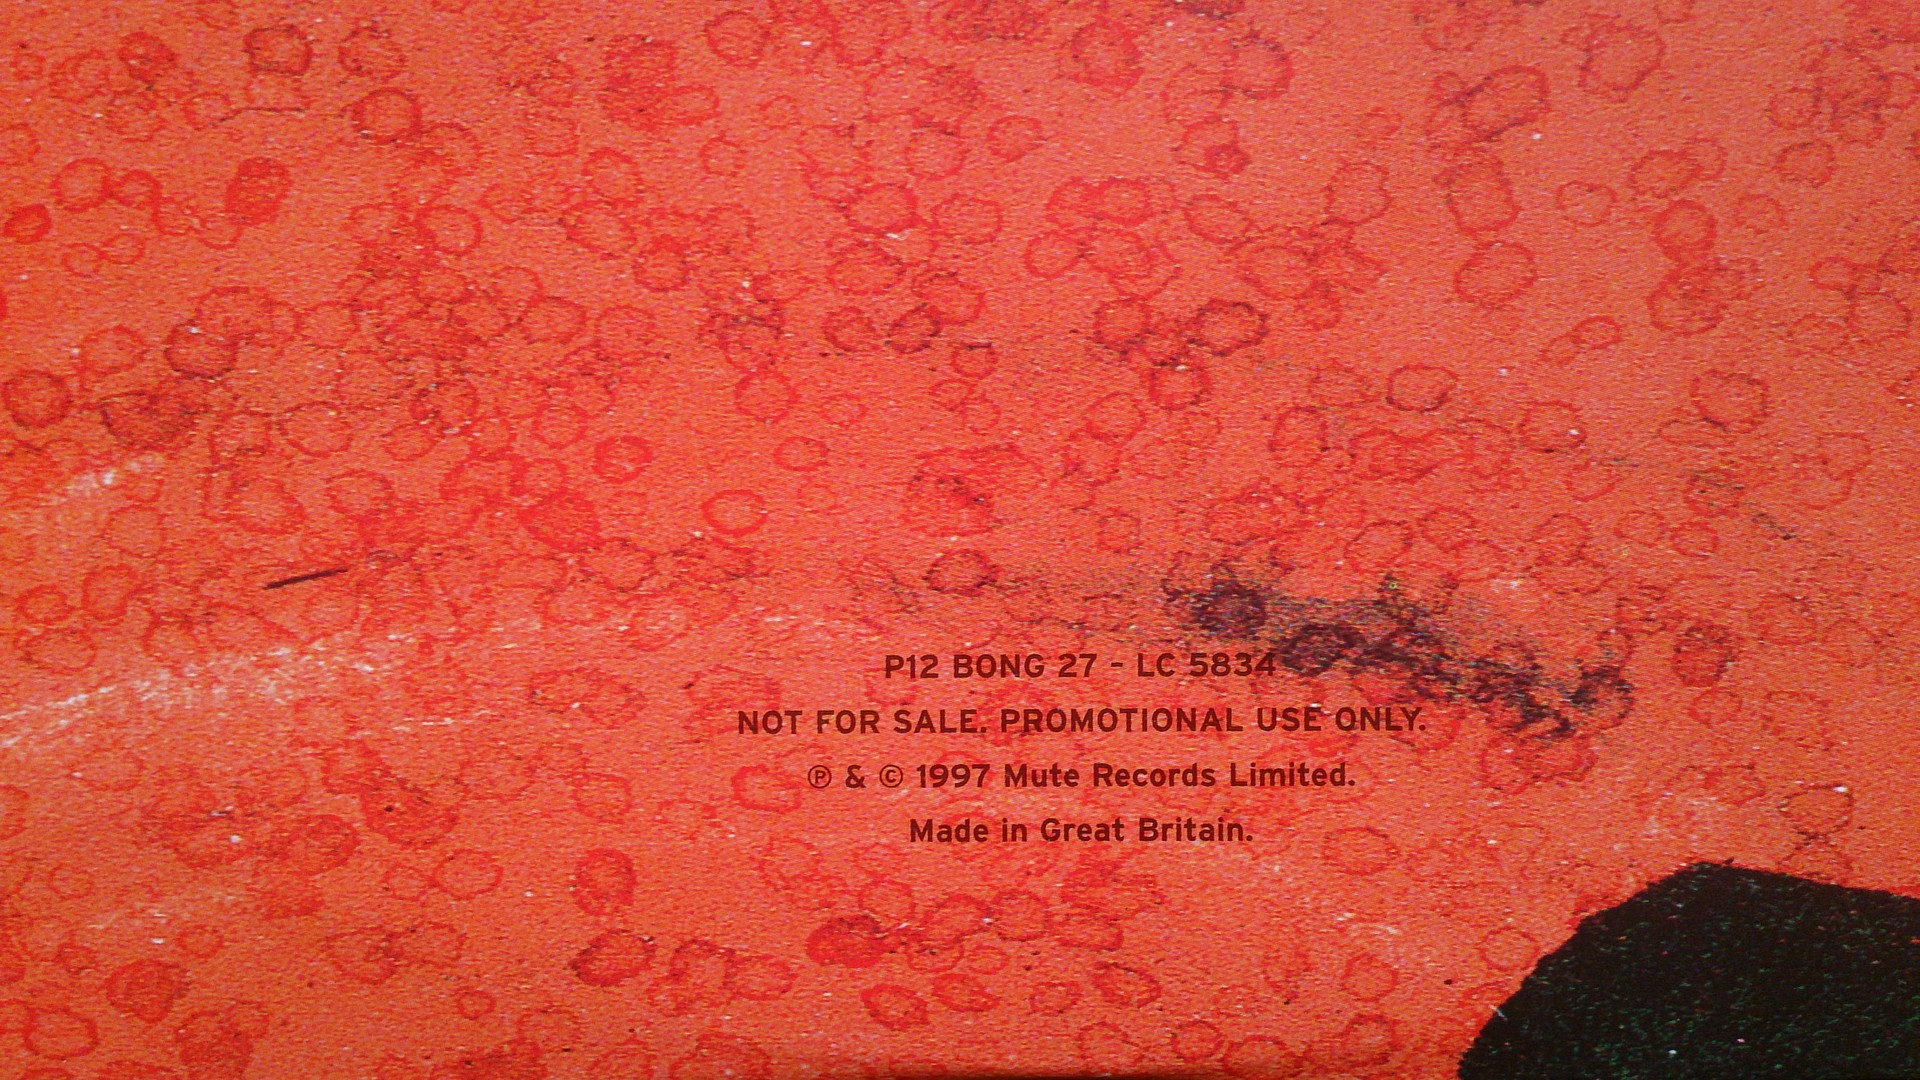 P12 BONG 27 – LC 5834
NOT FOR SALE. PROMOTIONAL USE ONLY.
℗ & © 1997 Mute Records Limited.
Made in Great Britain.